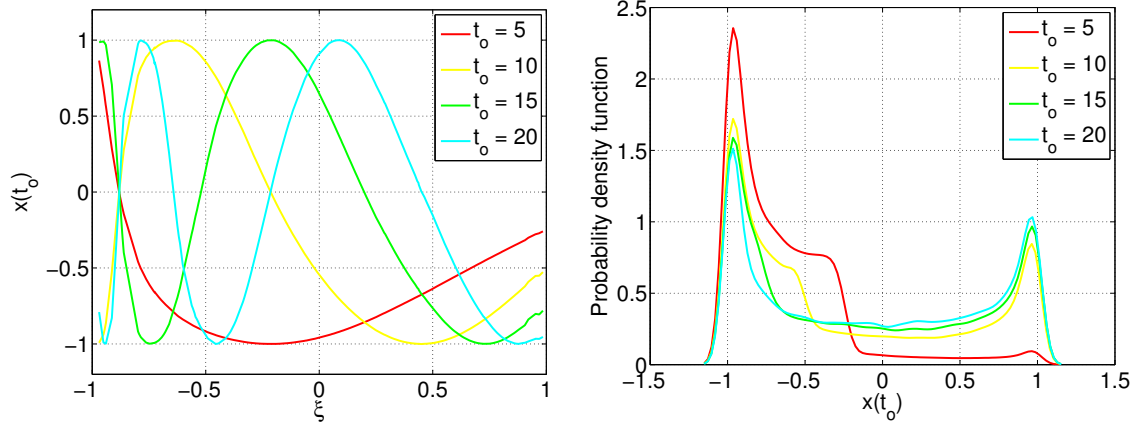 t_o = 5
t_o = 10
t_o = 15
t_o = 20
1
0.5
0
−0.5
−1
x(t_o)
−1
−0.5
0
0.5
1
ξ
t_o = 5
t_o = 10
t_o = 15
t_o = 20
2.5
2
1.5
1
0.5
0
Probability density function
−1.5
−1
−0.5
0
0.5
1
1.5
x(t_o)